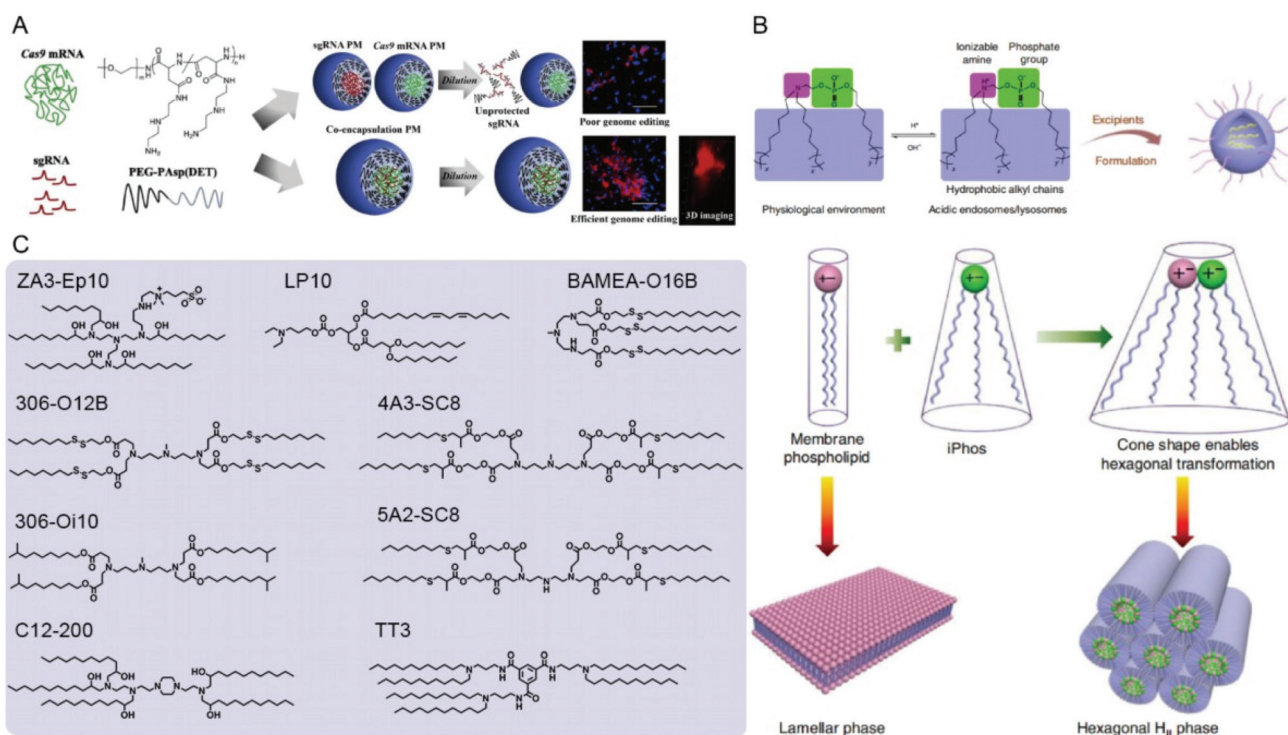 A
Cas9 mRNA
sgRNA
PEG-PAsp(DET)
sgRNA PM
Cas9 mRNA PM
Dilution
Unprotected
sgRNA
Poor genome editing
Co-encapsulation PM
Dilution
Efficient genome editing
3D imaging
B
Ionizable
amine
Phosphate
group
H⁺
OH⁻
Hydrophobic alkyl chains
Physiological environment
Acidic endosomes/lysosomes
Excipients
Formulation
Membrane
phospholipid
iPhos
Cone shape enables
hexagonal transformation
Lamellar phase
Hexagonal H_II phase
C
ZA3-Ep10
LP10
BAMEA-O16B
306-O12B
4A3-SC8
306-Oi10
5A2-SC8
C12-200
TT3